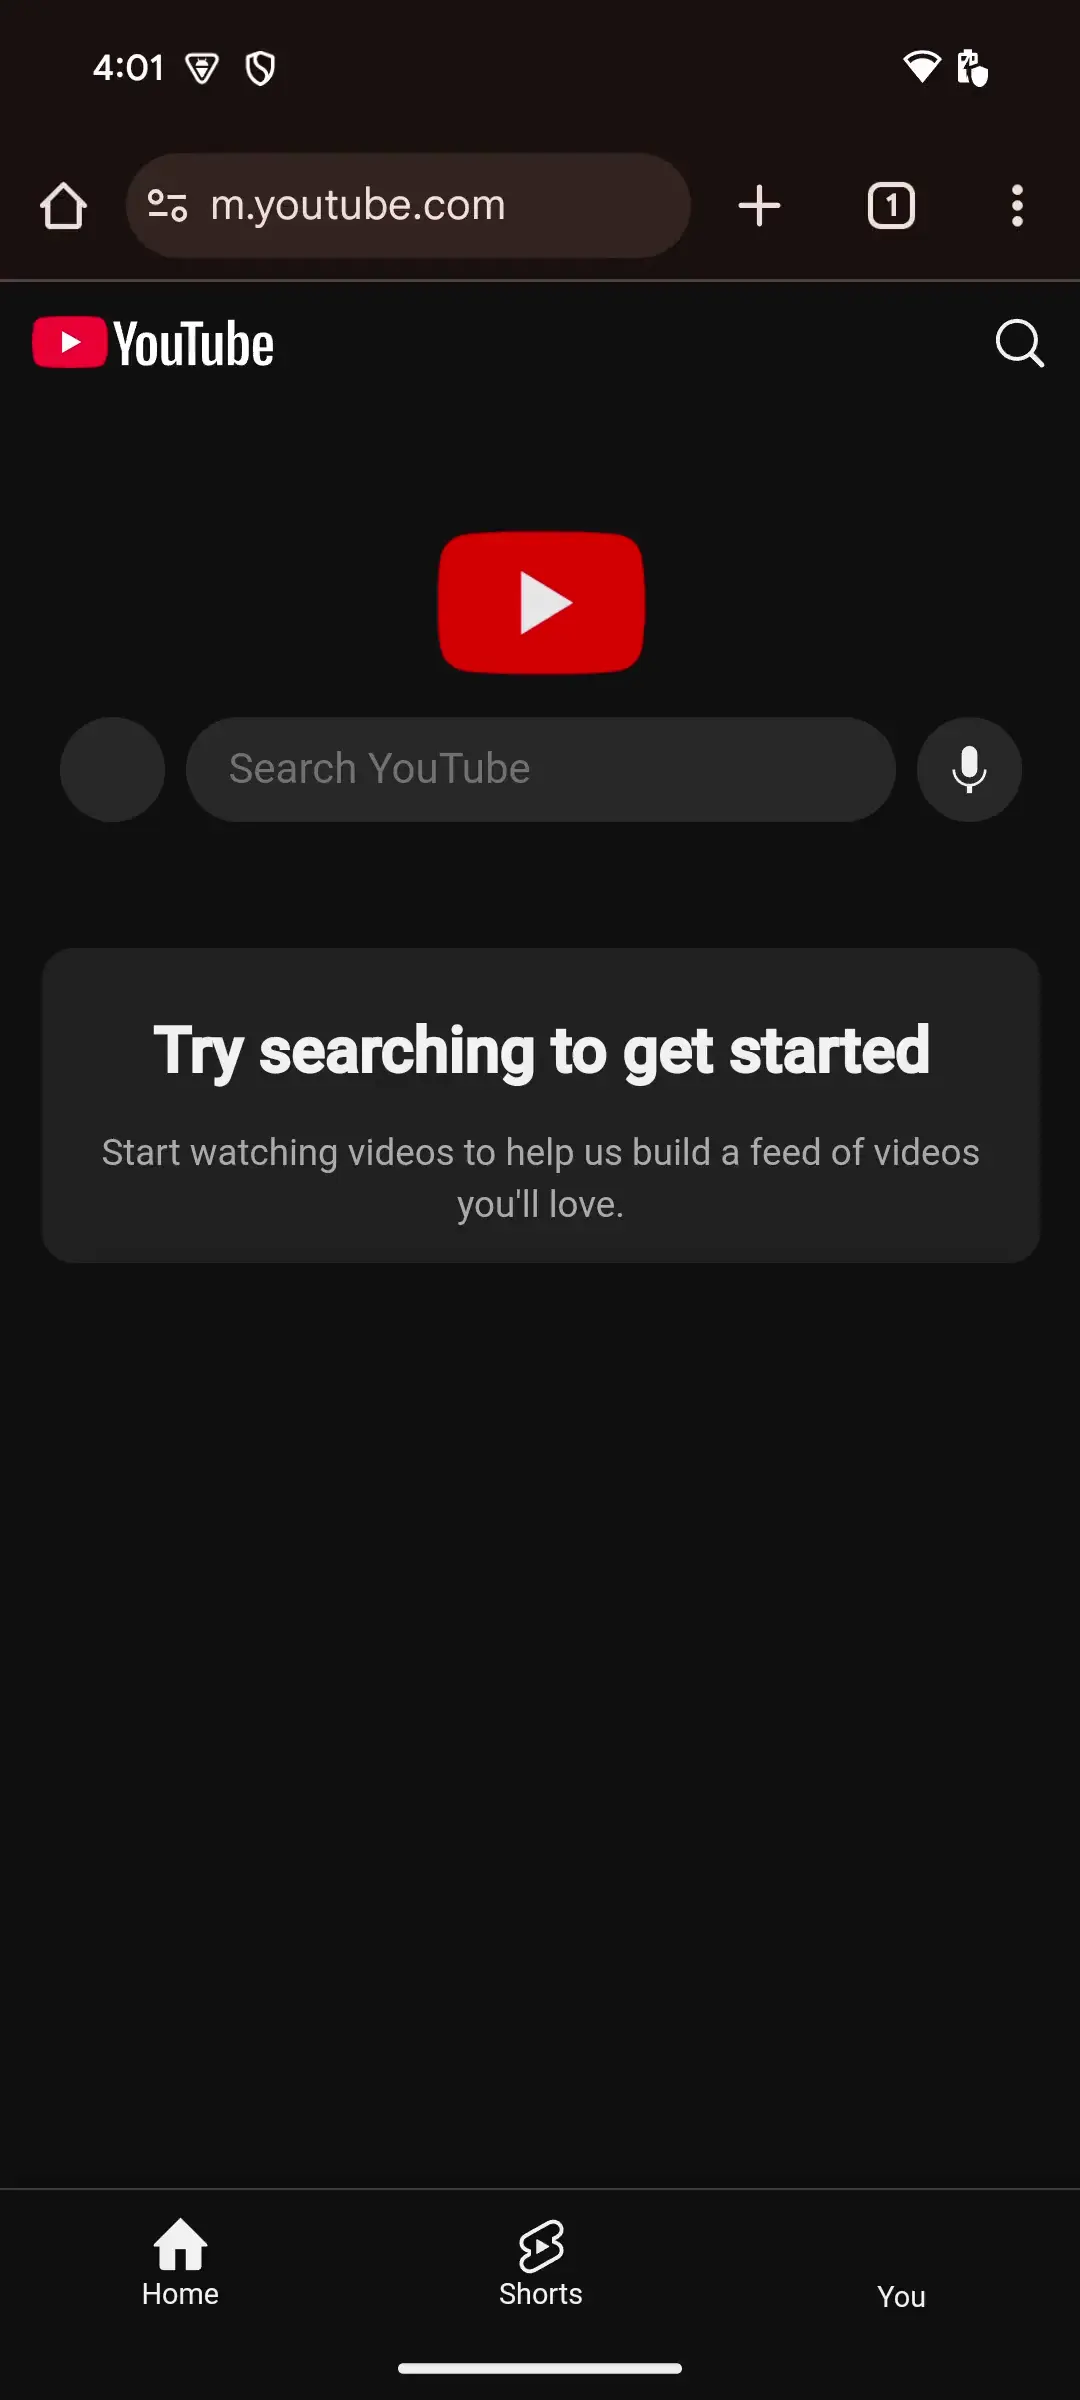 4:01
m.youtube.com
1
YouTube
Search YouTube
Try searching to get started
Start watching videos to help us build a feed of videos
you'll love.
Home
Shorts
You